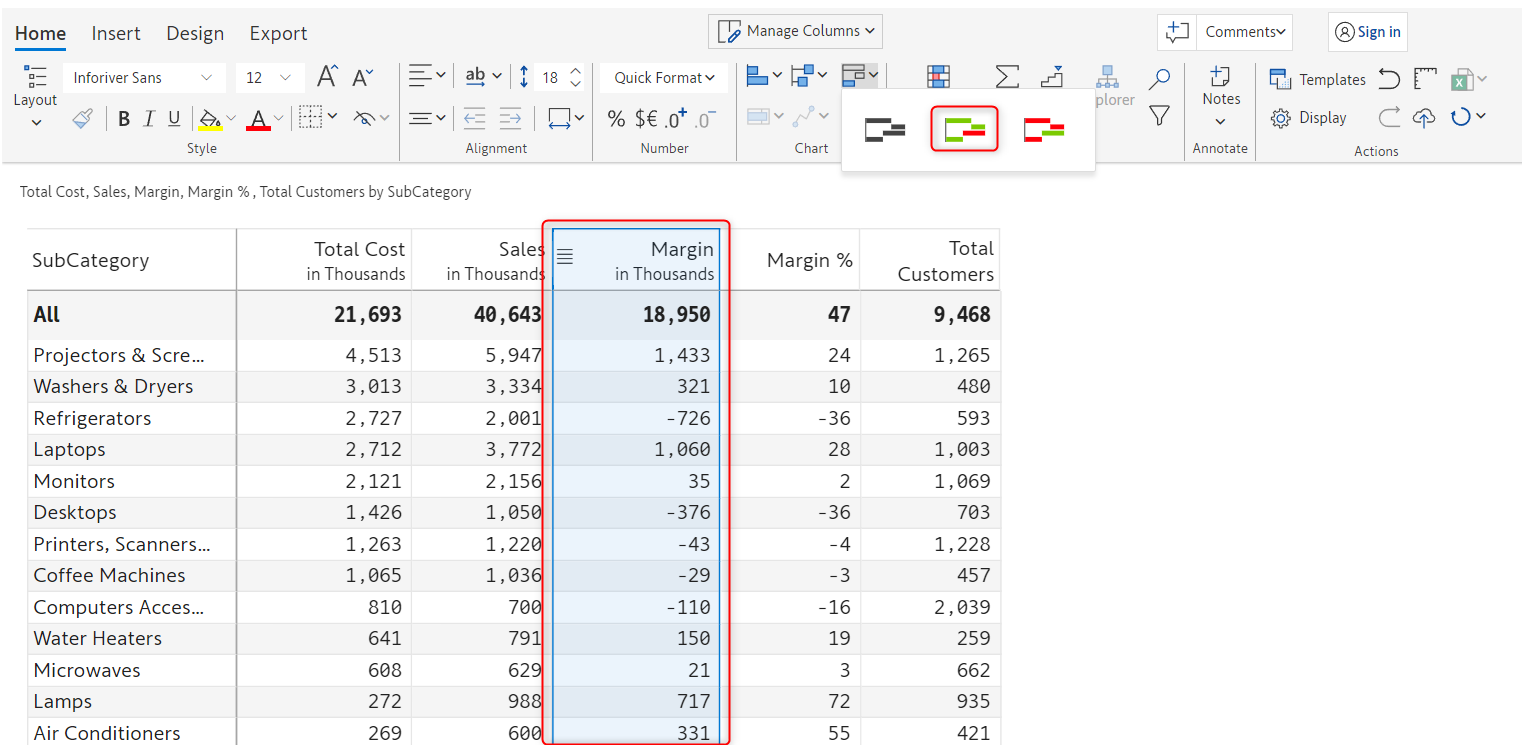 Home Insert Design Export Manage Columns Comments Sign in
Inforiver Sans 12 A A ab 18 Quick Format Σ Templates
Layout plorer Notes
B I U A % $€ .0+ .0- Display
Style Alignment Number Chart Annotate Actions
Total Cost, Sales, Margin, Margin % , Total Customers by SubCategory
SubCategory Total Cost in Thousands Sales in Thousands Margin in Thousands Margin % Total Customers
All 21,693 40,643 18,950 47 9,468
Projectors & Scre... 4,513 5,947 1,433 24 1,265
Washers & Dryers 3,013 3,334 321 10 480
Refrigerators 2,727 2,001 -726 -36 593
Laptops 2,712 3,772 1,060 28 1,003
Monitors 2,121 2,156 35 2 1,069
Desktops 1,426 1,050 -376 -36 703
Printers, Scanners... 1,263 1,220 -43 -4 1,228
Coffee Machines 1,065 1,036 -29 -3 457
Computers Acces... 810 700 -110 -16 2,039
Water Heaters 641 791 150 19 259
Microwaves 608 629 21 3 662
Lamps 272 988 717 72 935
Air Conditioners 269 600 331 55 421